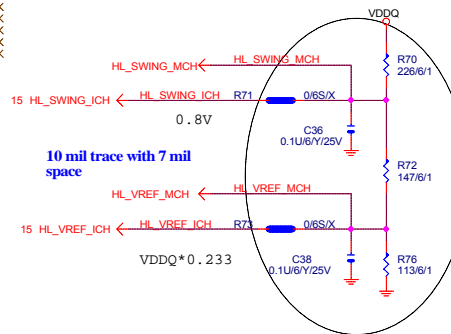 VDDQ
HL_SWING_MCH HL_SWING_MCH
R70
226/6/1
15 HL_SWING_ICH HL_SWING_ICH R71 0/6S/X
0.8V
C36
0.1U/6/Y/25V
10 mil trace with 7 mil
space
R72
147/6/1
HL_VREF_MCH HL_VREF_MCH
15 HL_VREF_ICH HL_VREF_ICH R73 0/6S/X
VDDQ*0.233
C38
0.1U/6/Y/25V
R76
113/6/1